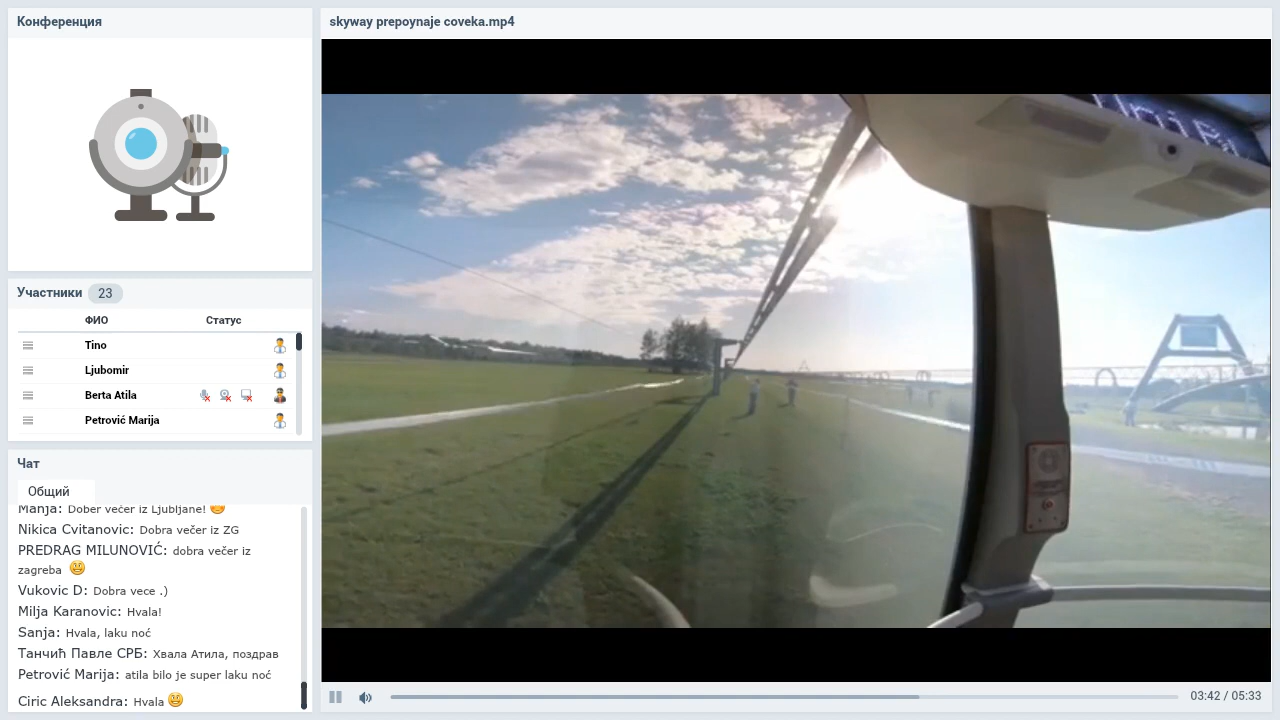 Конференция
skyway prepoynaje coveka.mp4
Участники 23
ФИО Статус
Tino
Ljubomir
Berta Atila
Petrović Marija
Чат
Общий
Manja: Dober večer iz Ljubljane!
Nikica Cvitanovic: Dobra večer iz ZG
PREDRAG MILUNOVIĆ: dobra večer iz
zagreba
Vukovic D: Dobra vece .)
Milja Karanovic: Hvala!
Sanja: Hvala, laku noć
Танчић Павле СРБ: Хвала Атила, поздрав
Petrović Marija: atila bilo je super laku noć
Ciric Aleksandra: Hvala
03:42 / 05:33